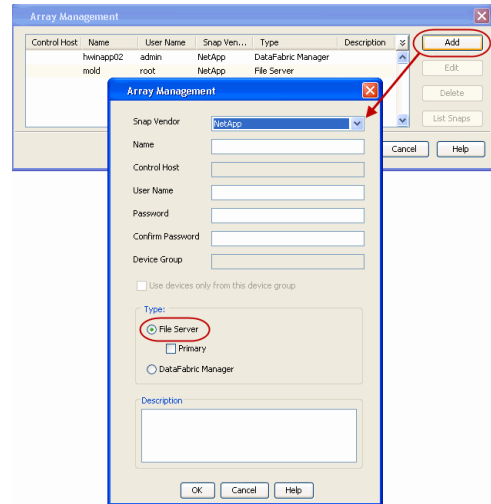 Array Management
Control Host Name User Name Snap Ven... Type Description
hwinapp02 admin NetApp DataFabric Manager
mold root NetApp File Server
Add
Edit
Delete
List Snaps
Cancel Help
Array Management
Snap Vendor NetApp
Name
Control Host
User Name
Password
Confirm Password
Device Group
Use devices only from this device group
Type:
File Server
Primary
DataFabric Manager
Description
OK Cancel Help